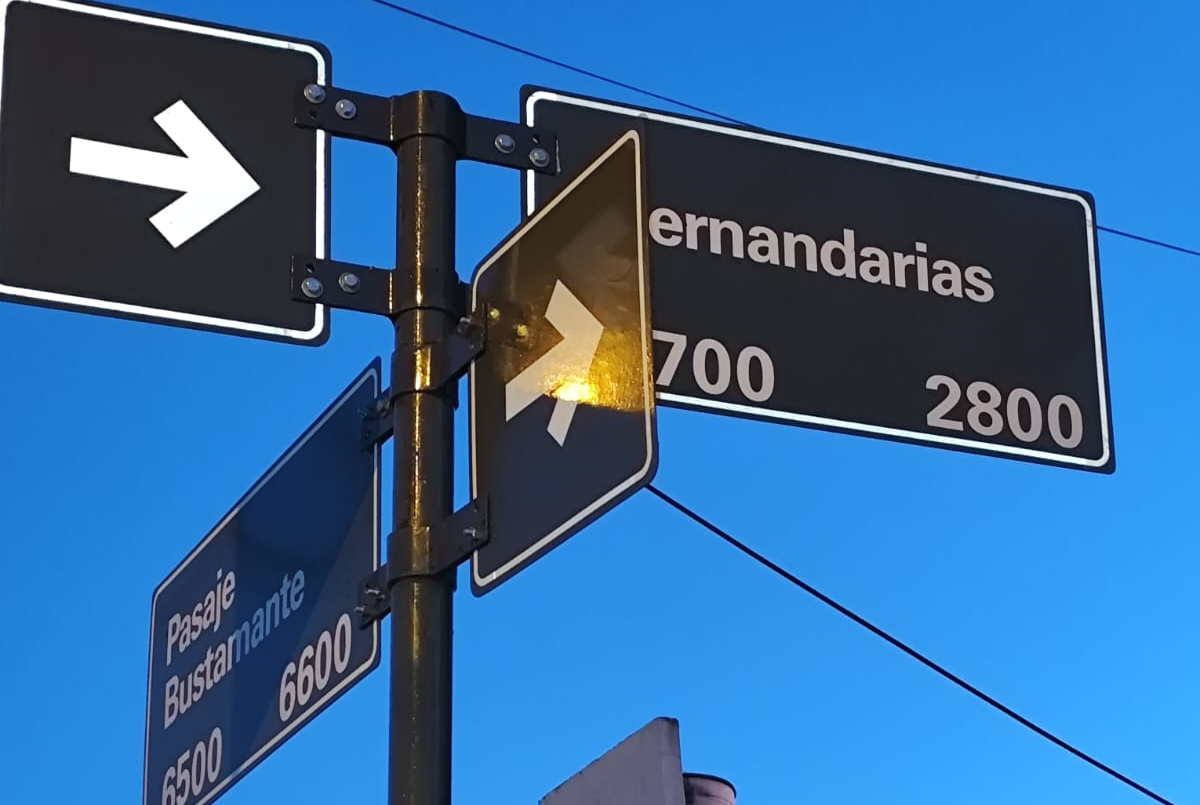 ernandarias
700 2800
Pasaje
Bustamante
6500 6600